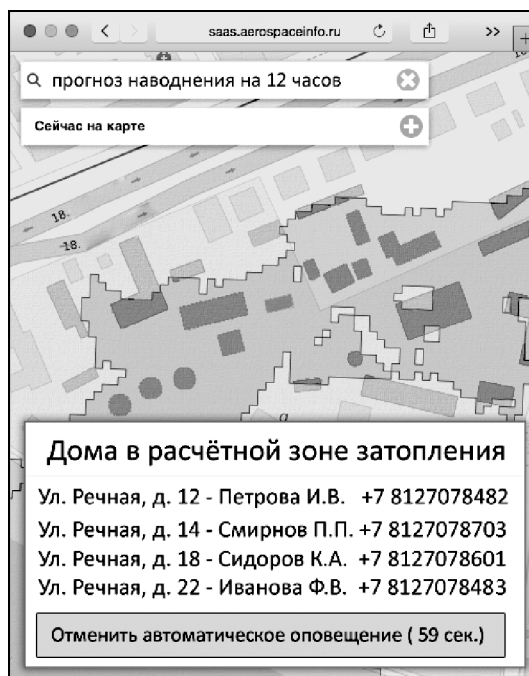 saas.aerospaceinfo.ru
прогноз наводнения на 12 часов
Сейчас на карте
18.
18.
Дома в расчётной зоне затопления
Ул. Речная, д. 12 - Петрова И.В. +7 8127078482
Ул. Речная, д. 14 - Смирнов П.П. +7 8127078703
Ул. Речная, д. 18 - Сидоров К.А. +7 8127078601
Ул. Речная, д. 22 - Иванова Ф.В. +7 8127078483
Отменить автоматическое оповещение ( 59 сек.)